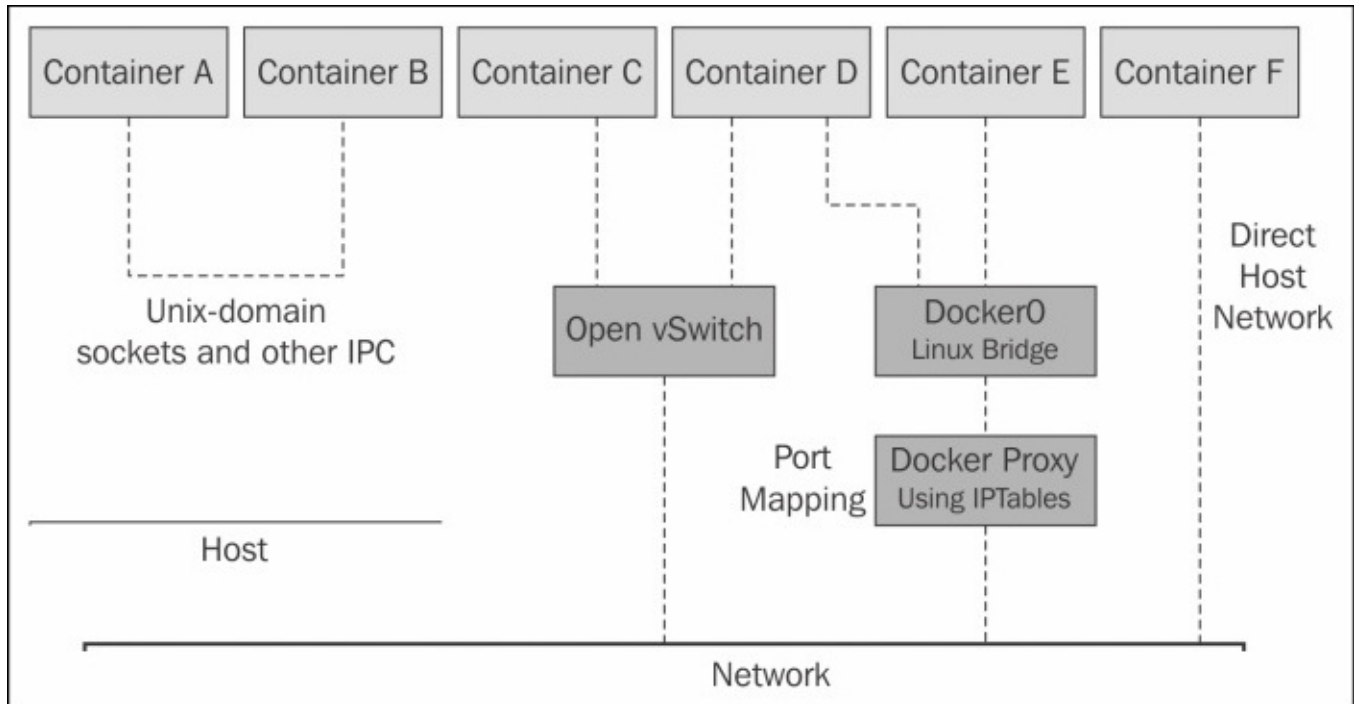 Container A
Container B
Container C
Container D
Container E
Container F
Unix-domain
sockets and other IPC
Open vSwitch
Docker0
Linux Bridge
Direct
Host
Network
Port
Mapping
Docker Proxy
Using IPTables
Host
Network